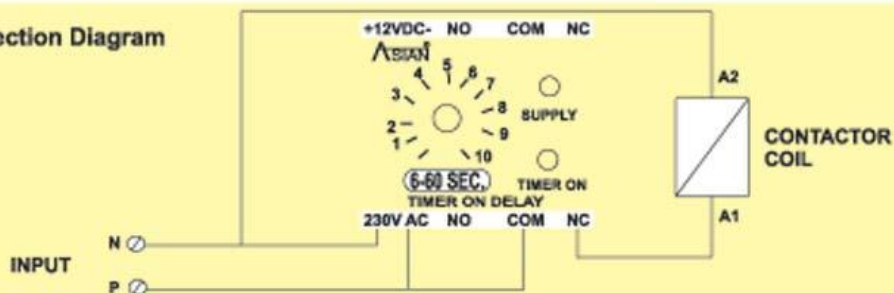 ection Diagram
+12VDC- NO COM NC
ASIAN
1 2 3 4 5 6 7 8 9 10
SUPPLY
6-60 SEC.
TIMER ON
TIMER ON DELAY
230V AC NO COM NC
A2
CONTACTOR
COIL
A1
INPUT
N
P